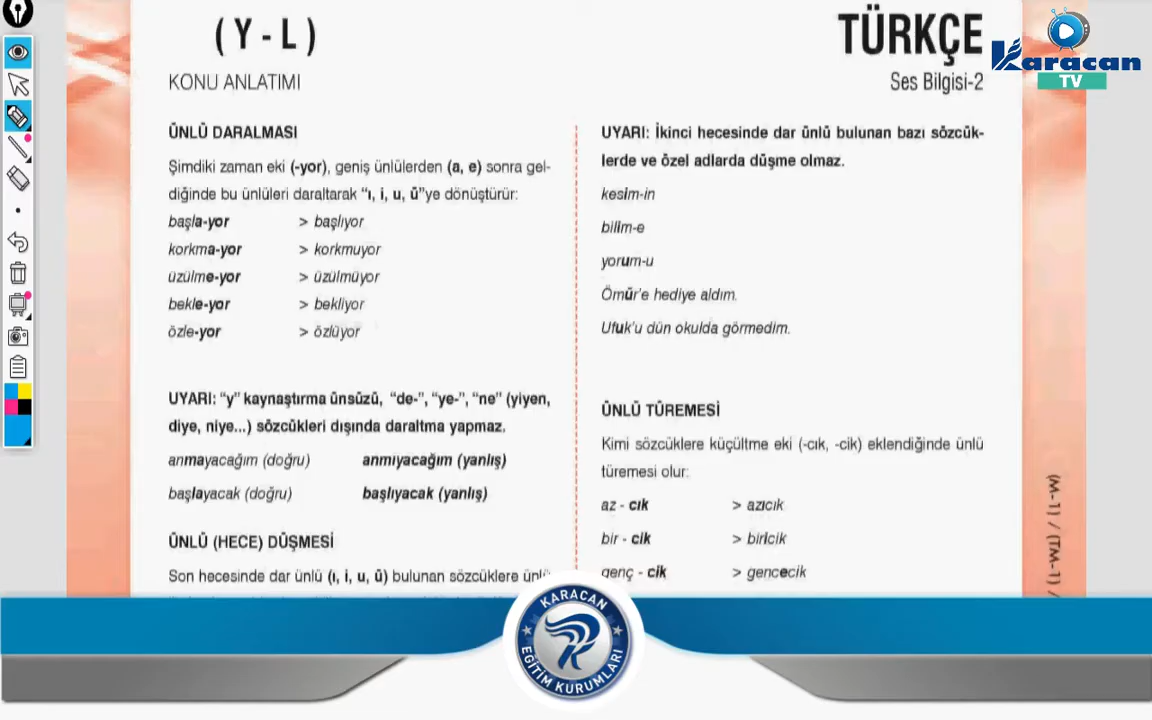 ( Y - L )
TÜRKÇE
Karacan
TV
KONU ANLATIMI
Ses Bilgisi-2
ÜNLÜ DARALMASI
Şimdiki zaman eki (-yor), geniş ünlülerden (a, e) sonra gel-
diğinde bu ünlüleri daraltarak “ı, i, u, ü”ye dönüştürür:
başla-yor > başlıyor
korkma-yor > korkmuyor
üzülme-yor > üzülmüyor
bekle-yor > bekliyor
özle-yor > özlüyor
UYARI: “y” kaynaştırma ünsüzü, “de-”, “ye-”, “ne” (yiyen,
diye, niye...) sözcükleri dışında daraltma yapmaz.
anmayacağım (doğru) anmıyacağım (yanlış)
başlayacak (doğru) başlıyacak (yanlış)
ÜNLÜ (HECE) DÜŞMESİ
Son hecesinde dar ünlü (ı, i, u, ü) bulunan sözcüklere ünlü
UYARI: İkinci hecesinde dar ünlü bulunan bazı sözcük-
lerde ve özel adlarda düşme olmaz.
kesim-in
bilim-e
yorum-u
Ömür’e hediye aldım.
Ufuk’u dün okulda görmedim.
ÜNLÜ TÜREMESİ
Kimi sözcüklere küçültme eki (-cık, -cik) eklendiğinde ünlü
türemesi olur:
az - cık > azıcık
bir - cik > biricik
genç - cik > gencecik
(M-1) / (TM-1) /
KARACAN
EĞİTİM KURUMLARI